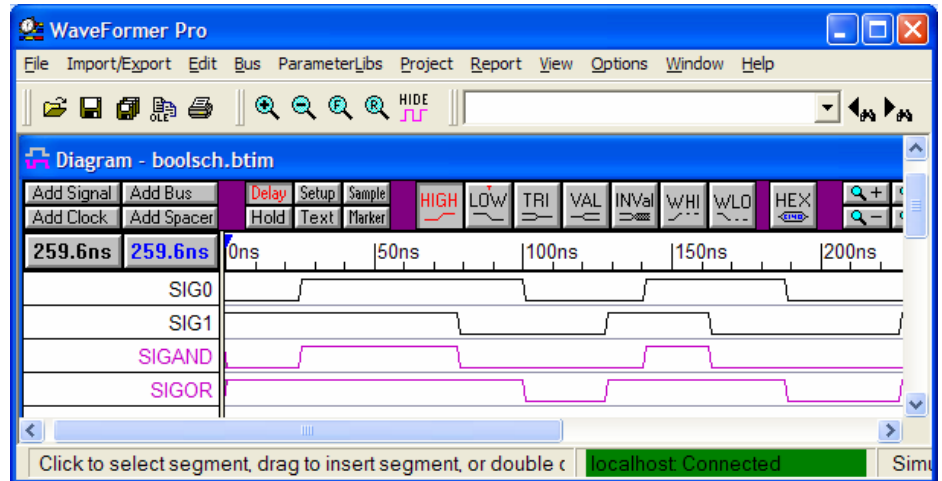 WaveFormer Pro
File Import/Export Edit Bus ParameterLibs Project Report View Options Window Help
OLE F R HIDE
Diagram - boolsch.btim
Add Signal Add Bus Delay Setup Sample HIGH LOW TRI VAL INVal WHI WLO HEX
Add Clock Add Spacer Hold Text Marker
259.6ns 259.6ns 0ns 50ns 100ns 150ns 200ns
SIG0
SIG1
SIGAND
SIGOR
Click to select segment, drag to insert segment, or double c localhost: Connected Simu